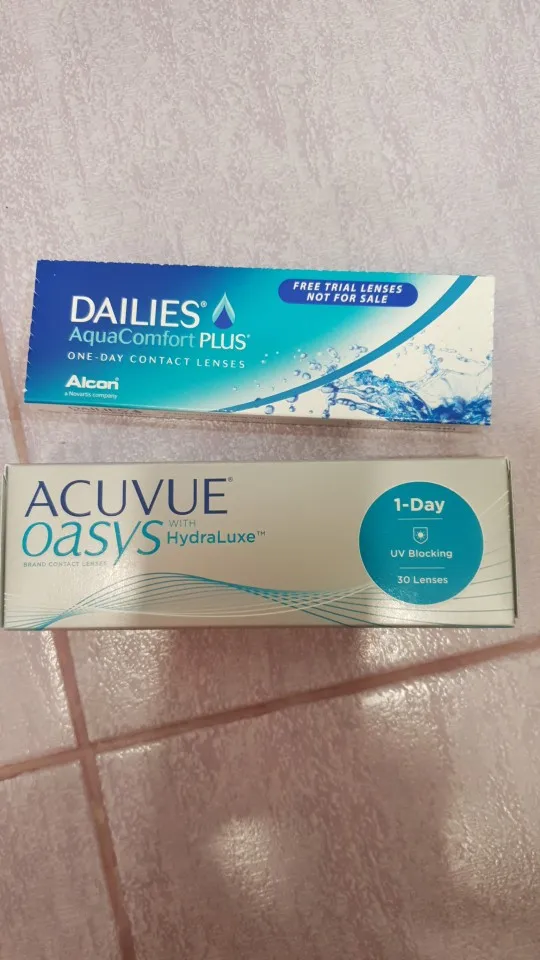 FREE TRIAL LENSES
NOT FOR SALE
DAILIES®
AquaComfort PLUS®
ONE-DAY CONTACT LENSES
Alcon
a Novartis company
ACUVUE®
oasys WITH HydraLuxe™
BRAND CONTACT LENSES
1-Day
UV Blocking
30 Lenses